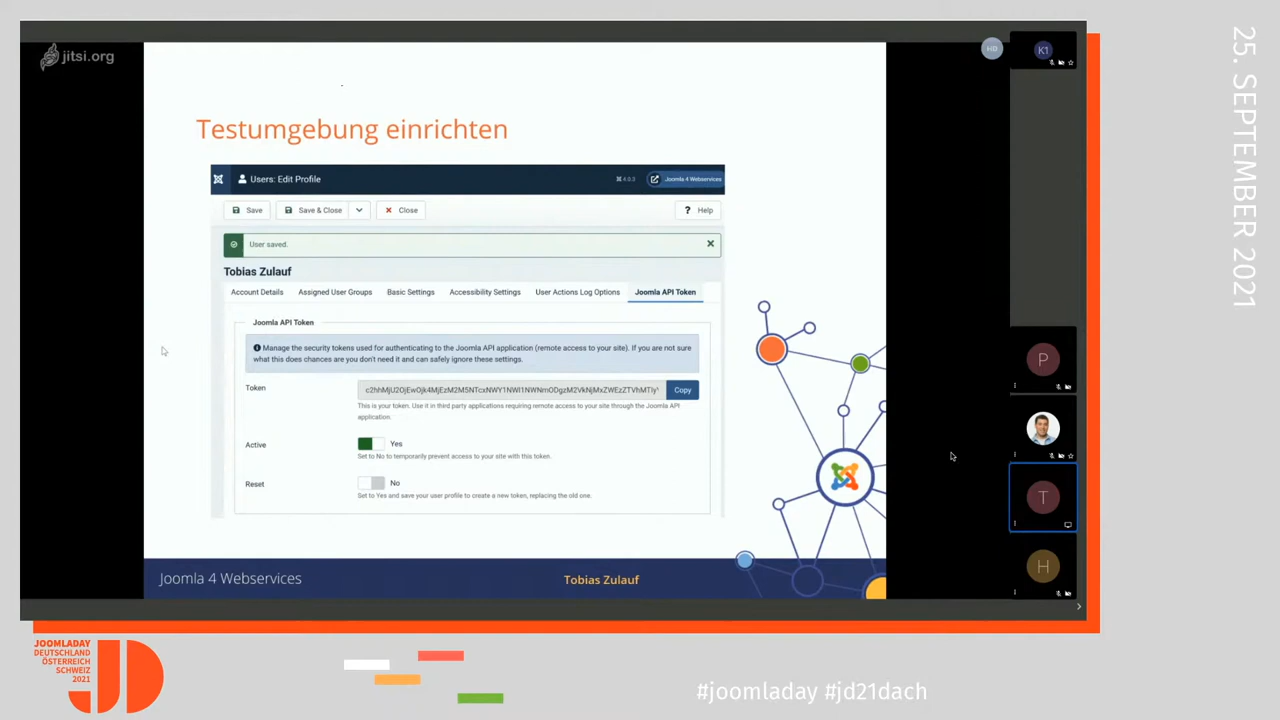 jitsi.org
HB
K1
25. SEPTEMBER 2021
Testumgebung einrichten
Users: Edit Profile
4.0.3
Joomla 4 Webservices
Save
Save & Close
Close
? Help
User saved.
Tobias Zulauf
Account Details
Assigned User Groups
Basic Settings
Accessibility Settings
User Actions Log Options
Joomla API Token
Joomla API Token
Manage the security tokens used for authenticating to the Joomla API application (remote access to your site). If you are not sure
what this does chances are you don't need it and can safely ignore these settings.
Token
Copy
This is your token. Use it in third party applications requiring remote access to your site through the Joomla API
application.
Active
Yes
Set to No to temporarily prevent access to your site with this token.
Reset
No
Set to Yes and save your user profile to create a new token, replacing the old one.
P
T
H
Joomla 4 Webservices
Tobias Zulauf
JOOMLADAY
DEUTSCHLAND
ÖSTERREICH
SCHWEIZ
2021
JD
#joomladay #jd21dach